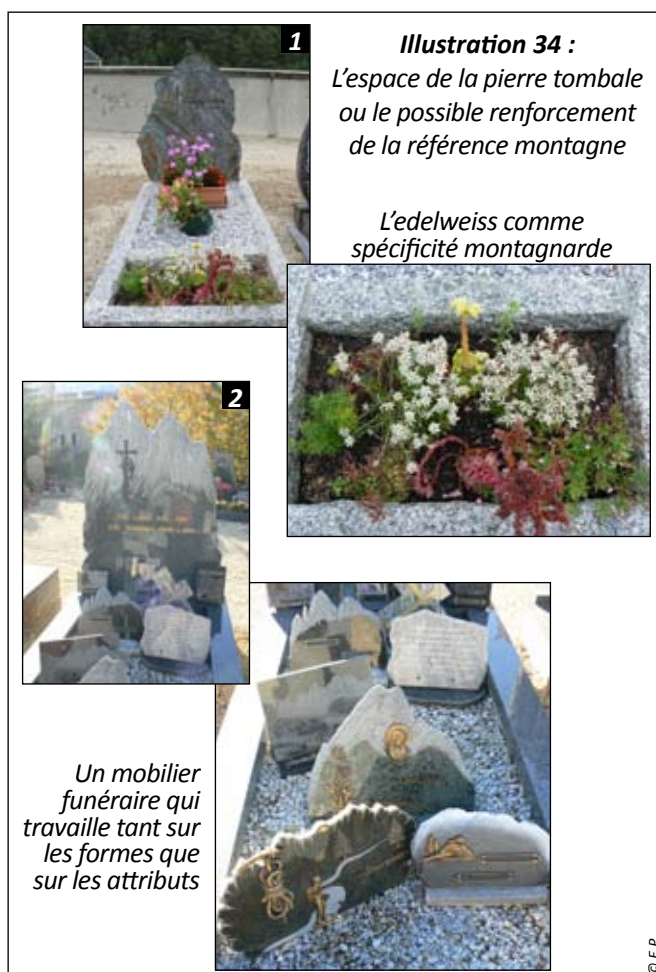 1
Illustration 34 :
L'espace de la pierre tombale
ou le possible renforcement
de la référence montagne
L'edelweiss comme
spécificité montagnarde
2
Un mobilier
funéraire qui
travaille tant sur
les formes que
sur les attributs
© F. P.